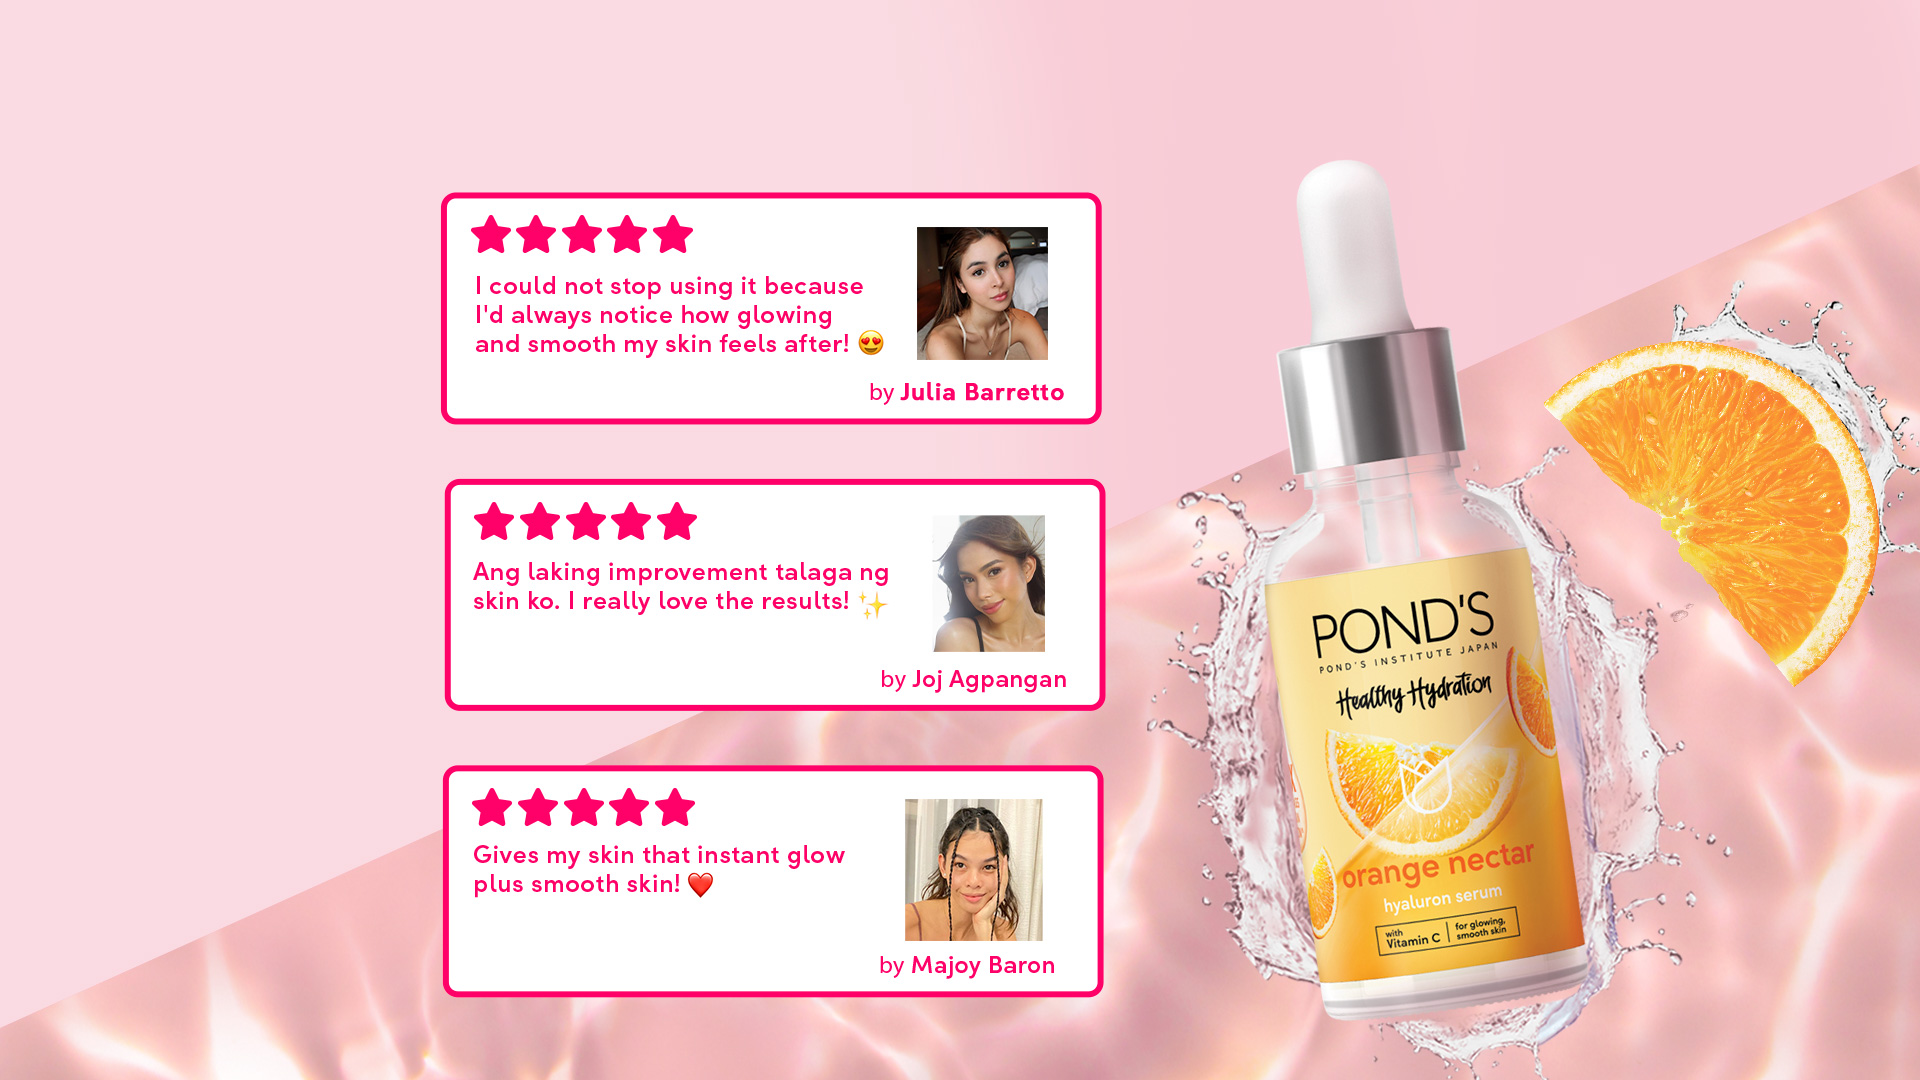 I could not stop using it because
I'd always notice how glowing
and smooth my skin feels after! 😍
by Julia Barretto
Ang laking improvement talaga ng
skin ko. I really love the results! ✨
by Joj Agpangan
Gives my skin that instant glow
plus smooth skin! ❤️
by Majoy Baron
POND'S
POND'S INSTITUTE JAPAN
Healthy Hydration
orange nectar
hyaluron serum
with
Vitamin C
for glowing,
smooth skin